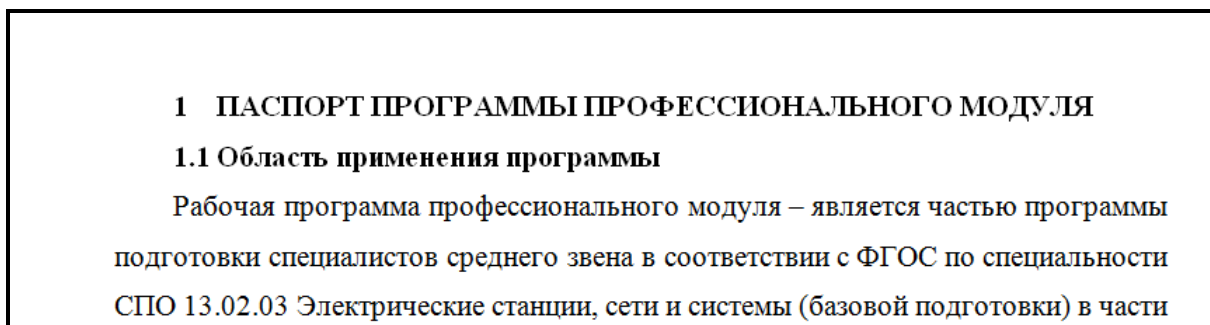 1 ПАСПОРТ ПРОГРАММЫ ПРОФЕССИОНАЛЬНОГО МОДУЛЯ
1.1 Область применения программы
Рабочая программа профессионального модуля – является частью программы
подготовки специалистов среднего звена в соответствии с ФГОС по специальности
СПО 13.02.03 Электрические станции, сети и системы (базовой подготовки) в части